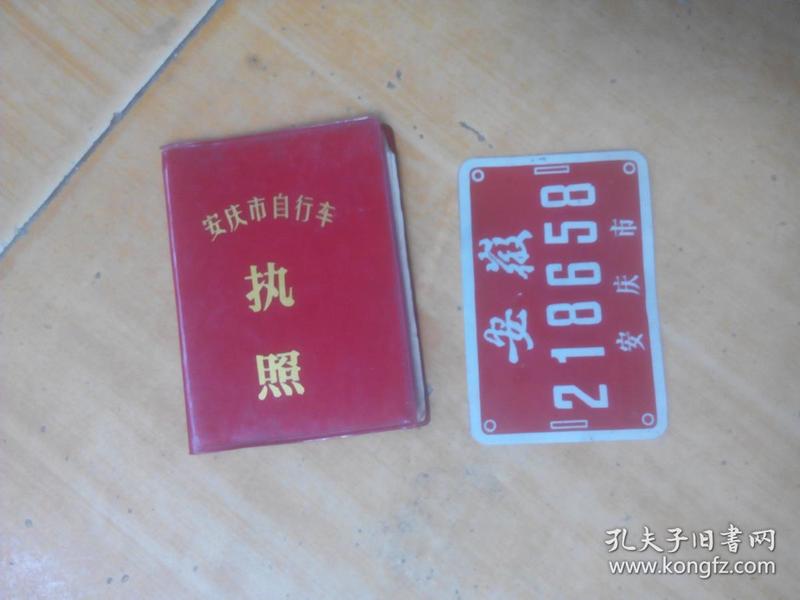 安庆市自行车
执
照
安徽
218658
安庆市
孔夫子旧书网
www.kongfz.com